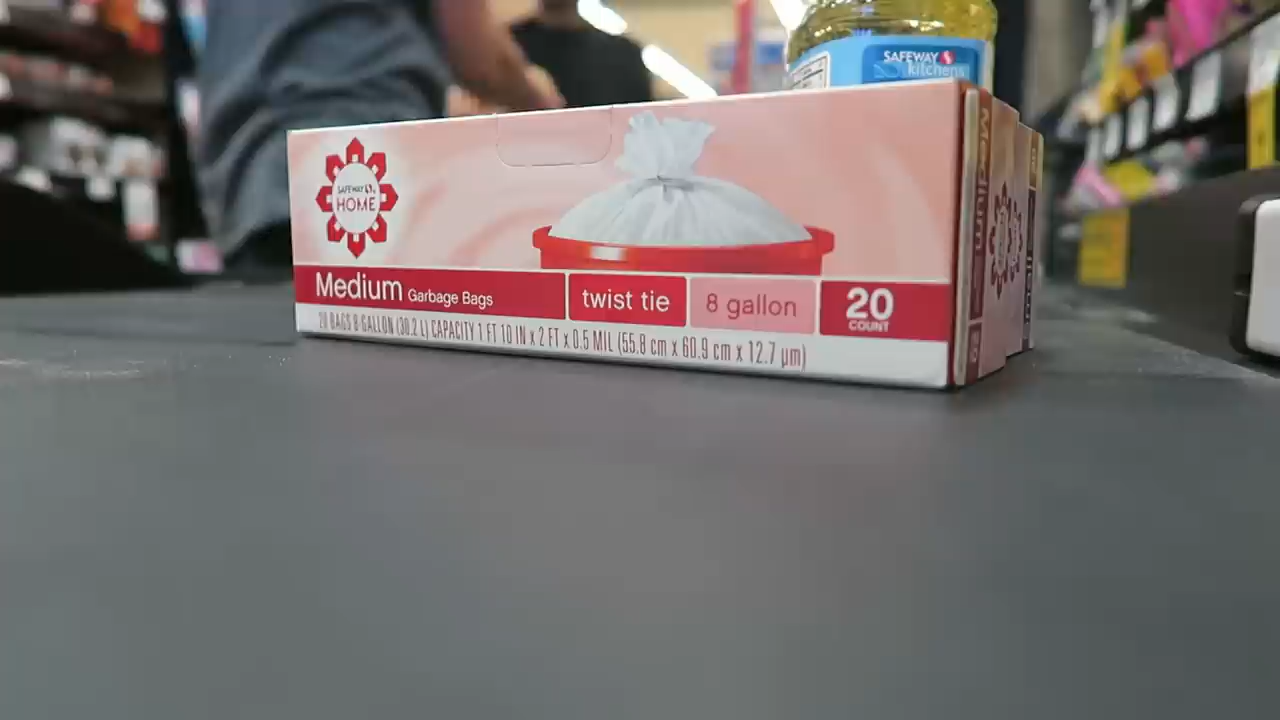 SAFEWAY
kitchens
SAFEWAY
HOME
Medium Garbage Bags
twist tie
8 gallon
20
COUNT
20 BAGS 8 GALLON (30.2 L) CAPACITY 1 FT 10 IN x 2 FT x 0.5 MIL (55.8 cm x 60.9 cm x 12.7 µm)
Medium